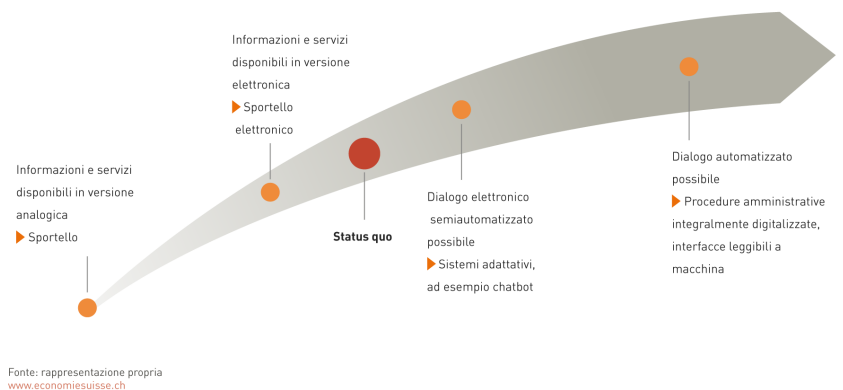 Informazioni e servizi
disponibili in versione
analogica
Sportello
Informazioni e servizi
disponibili in versione
elettronica
Sportello
elettronico
Status quo
Dialogo elettronico
semiautomatizzato
possibile
Sistemi adattativi,
ad esempio chatbot
Dialogo automatizzato
possibile
Procedure amministrative
integralmente digitalizzate,
interfacce leggibili a
macchina
Fonte: rappresentazione propria
www.economiesuisse.ch